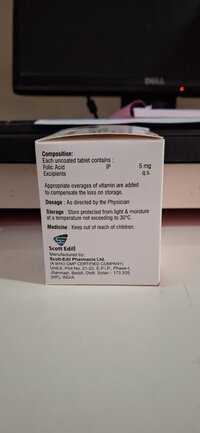 DELL
Composition:
Each uncoated tablet contains :
Folic Acid IP 5 mg
Excipients q.s.
Appropriate overages of vitamin are added
to compensate the loss on storage.
Dosage : As directed by the Physician
Storage : Store protected from light & moisture
at a temperature not exceeding to 30°C.
Medicine : Keep out of reach of children.
Scott Edil
Manufactured by
Scott-Edil Pharmacia Ltd.
(A WHO GMP CERTIFIED COMPANY)
Unit-II, Plot No. 21-22, E.P.I.P., Phase-I,
Jharmajri, Baddi, Distt., Solan - 173 205
(HP), INDIA